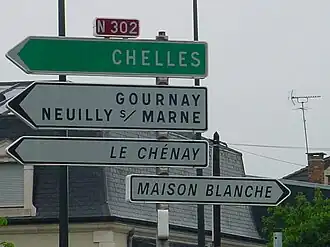 N 302
CHELLES
GOURNAY
NEUILLY S/ MARNE
LE CHÉNAY
MAISON BLANCHE